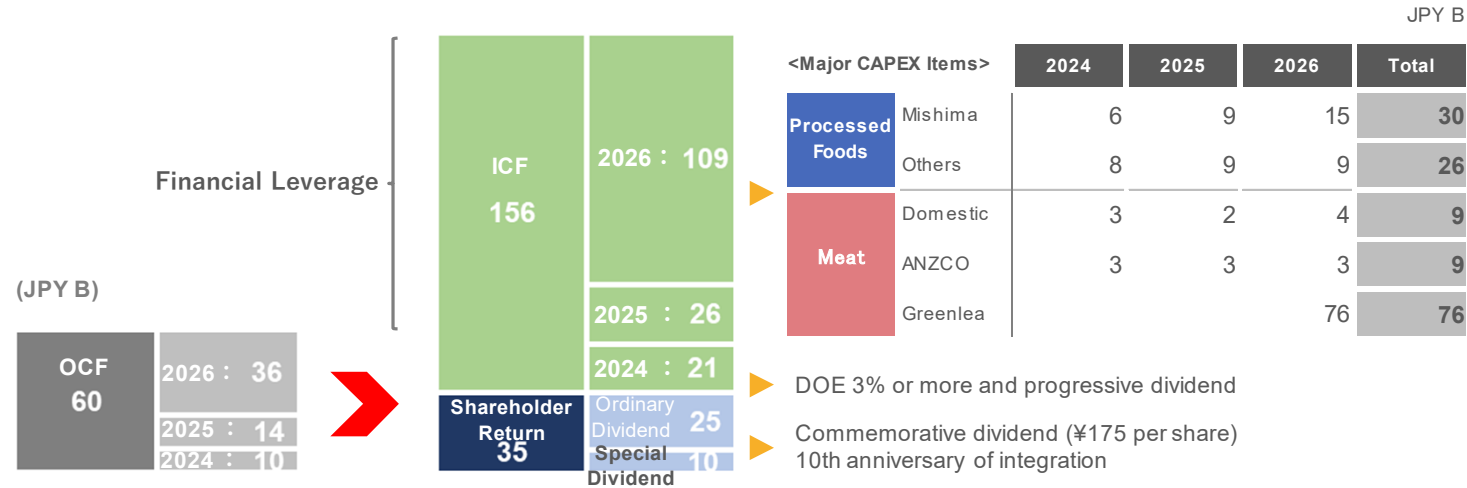 JPY B
<Major CAPEX Items> 2024 2025 2026 Total
Processed
Foods
Mishima 6 9 15 30
Others 8 9 9 26
Meat
Domestic 3 2 4 9
ANZCO 3 3 3 9
Greenlea 76 76
Financial Leverage
ICF
156
2026： 109
2025 ： 26
2024 ： 21
(JPY B)
OCF
60
2026： 36
2025： 14
2024： 10
Shareholder
Return
35
Ordinary
Dividend 25
Special
Dividend 10
DOE 3% or more and progressive dividend
Commemorative dividend (¥175 per share)
10th anniversary of integration